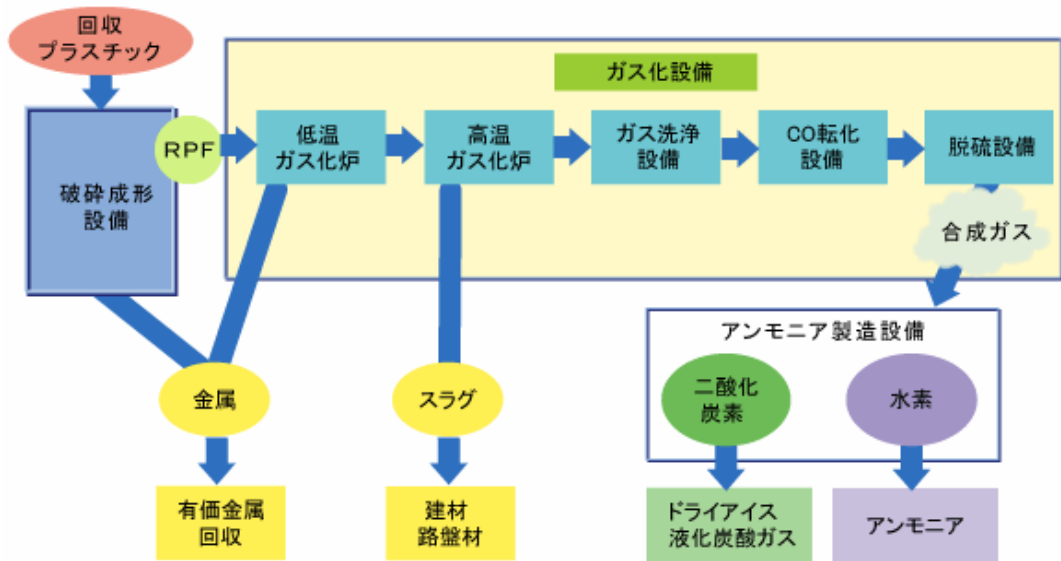 回収
プラスチック
ガス化設備
破砕成形
設備
RPF
低温
ガス化炉
高温
ガス化炉
ガス洗浄
設備
CO転化
設備
脱硫設備
合成ガス
アンモニア製造設備
金属
スラグ
二酸化
炭素
水素
有価金属
回収
建材
路盤材
ドライアイス
液化炭酸ガス
アンモニア